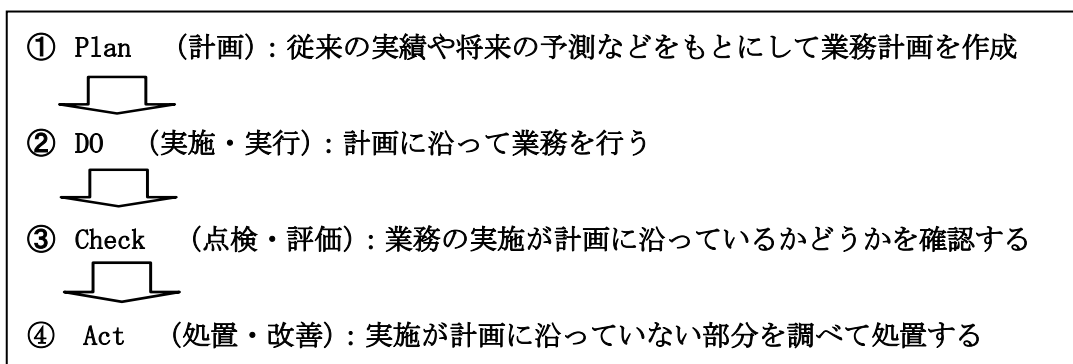 ① Plan （計画）：従来の実績や将来の予測などをもとにして業務計画を作成
② DO （実施・実行）：計画に沿って業務を行う
③ Check （点検・評価）：業務の実施が計画に沿っているかどうかを確認する
④ Act （処置・改善）：実施が計画に沿っていない部分を調べて処置する